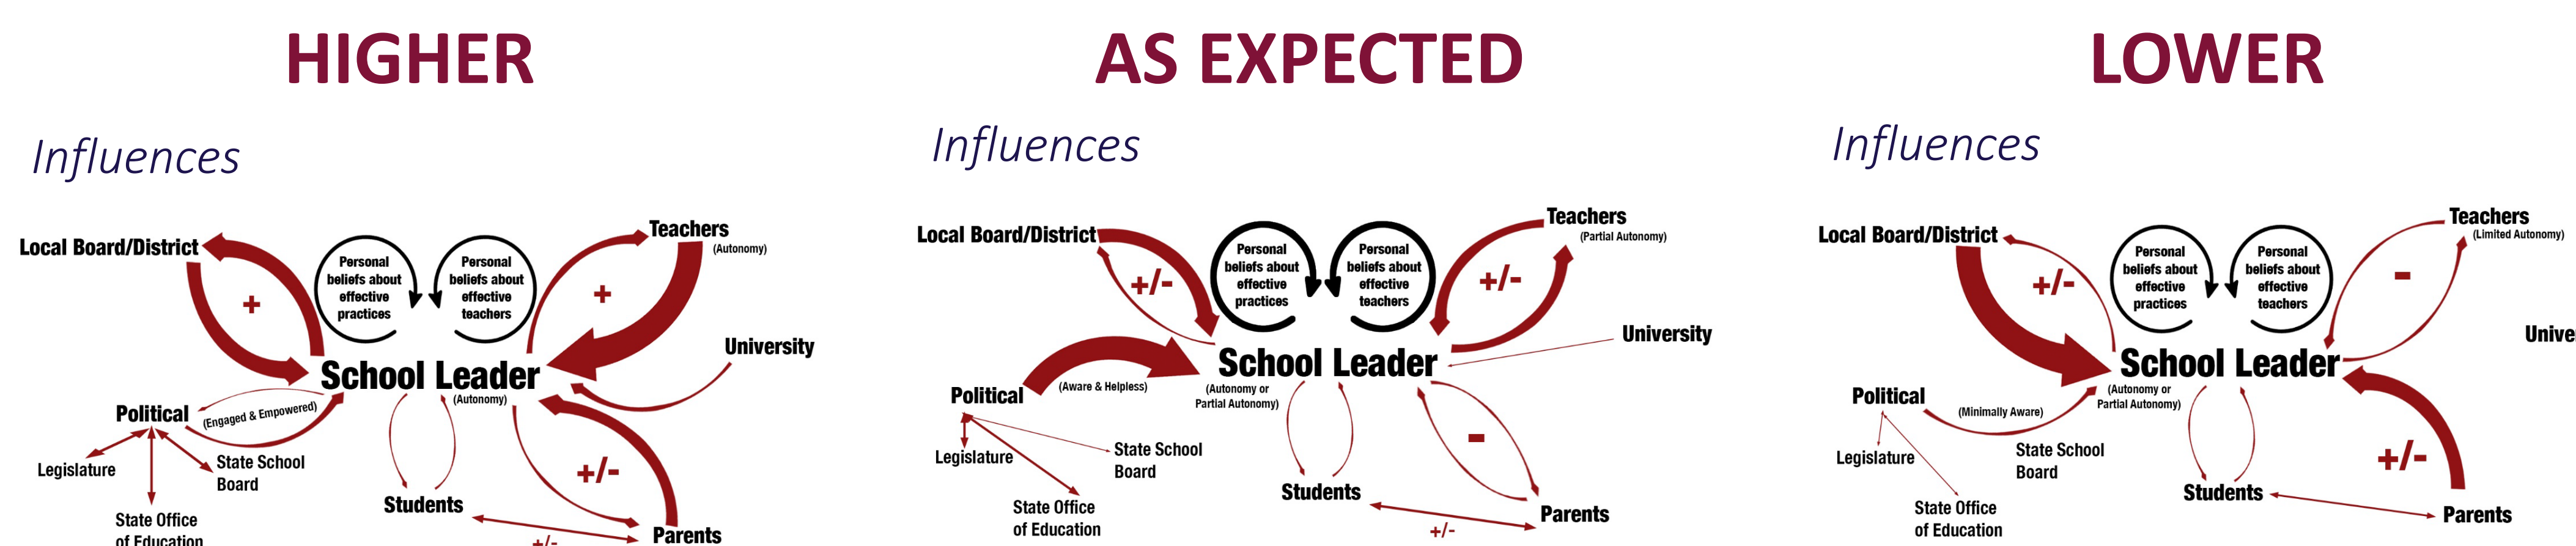 HIGHER
Influences
Local Board/District
+
Personal
beliefs about
effective
practices
Personal
beliefs about
effective
teachers
+
Teachers
(Autonomy)
University
School Leader
(Autonomy)
Political
(Engaged & Empowered)
Legislature
State School
Board
State Office
of Education
Students
+/-
+/-
Parents
AS EXPECTED
Influences
Local Board/District
+/-
Personal
beliefs about
effective
practices
Personal
beliefs about
effective
teachers
+/-
Teachers
(Partial Autonomy)
University
School Leader
(Autonomy or
Partial Autonomy)
Political
(Aware & Helpless)
Legislature
State School
Board
State Office
of Education
Students
-
+/-
Parents
LOWER
Influences
Local Board/District
+/-
Personal
beliefs about
effective
practices
Personal
beliefs about
effective
teachers
-
Teachers
(Limited Autonomy)
Unive
School Leader
(Autonomy or
Partial Autonomy)
Political
(Minimally Aware)
Legislature
State School
Board
State Office
of Education
Students
+/-
Parents